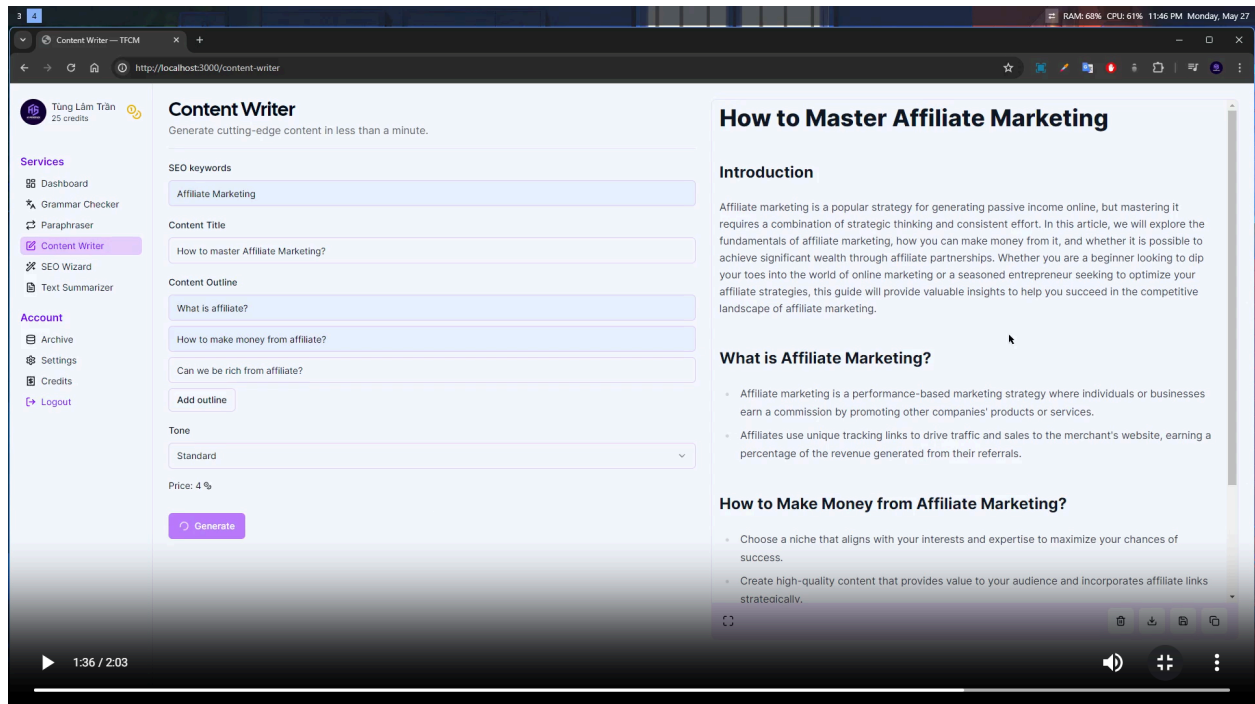 3 4
RAM: 68% CPU: 61% 11:46 PM Monday, May 27
Content Writer — TFCM
http://localhost:3000/content-writer
Tùng Lâm Trần
25 credits
Services
Dashboard
Grammar Checker
Paraphraser
Content Writer
SEO Wizard
Text Summarizer
Account
Archive
Settings
Credits
Logout
Content Writer
Generate cutting-edge content in less than a minute.
SEO keywords
Affiliate Marketing
Content Title
How to master Affiliate Marketing?
Content Outline
What is affiliate?
How to make money from affiliate?
Can we be rich from affiliate?
Add outline
Tone
Standard
Price: 4
Generate
How to Master Affiliate Marketing
Introduction
Affiliate marketing is a popular strategy for generating passive income online, but mastering it
requires a combination of strategic thinking and consistent effort. In this article, we will explore the
fundamentals of affiliate marketing, how you can make money from it, and whether it is possible to
achieve significant wealth through affiliate partnerships. Whether you are a beginner looking to dip
your toes into the world of online marketing or a seasoned entrepreneur seeking to optimize your
affiliate strategies, this guide will provide valuable insights to help you succeed in the competitive
landscape of affiliate marketing.
What is Affiliate Marketing?
Affiliate marketing is a performance-based marketing strategy where individuals or businesses
earn a commission by promoting other companies' products or services.
Affiliates use unique tracking links to drive traffic and sales to the merchant's website, earning a
percentage of the revenue generated from their referrals.
How to Make Money from Affiliate Marketing?
Choose a niche that aligns with your interests and expertise to maximize your chances of
success.
Create high-quality content that provides value to your audience and incorporates affiliate links
strategically.
1:36 / 2:03